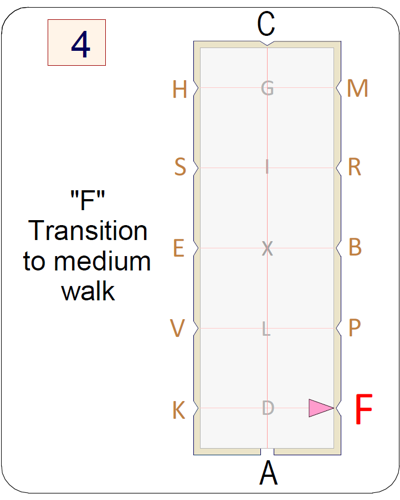 4
C
H G M
S I R
"F"
Transition
to medium
walk
E X B
V L P
K D F
A